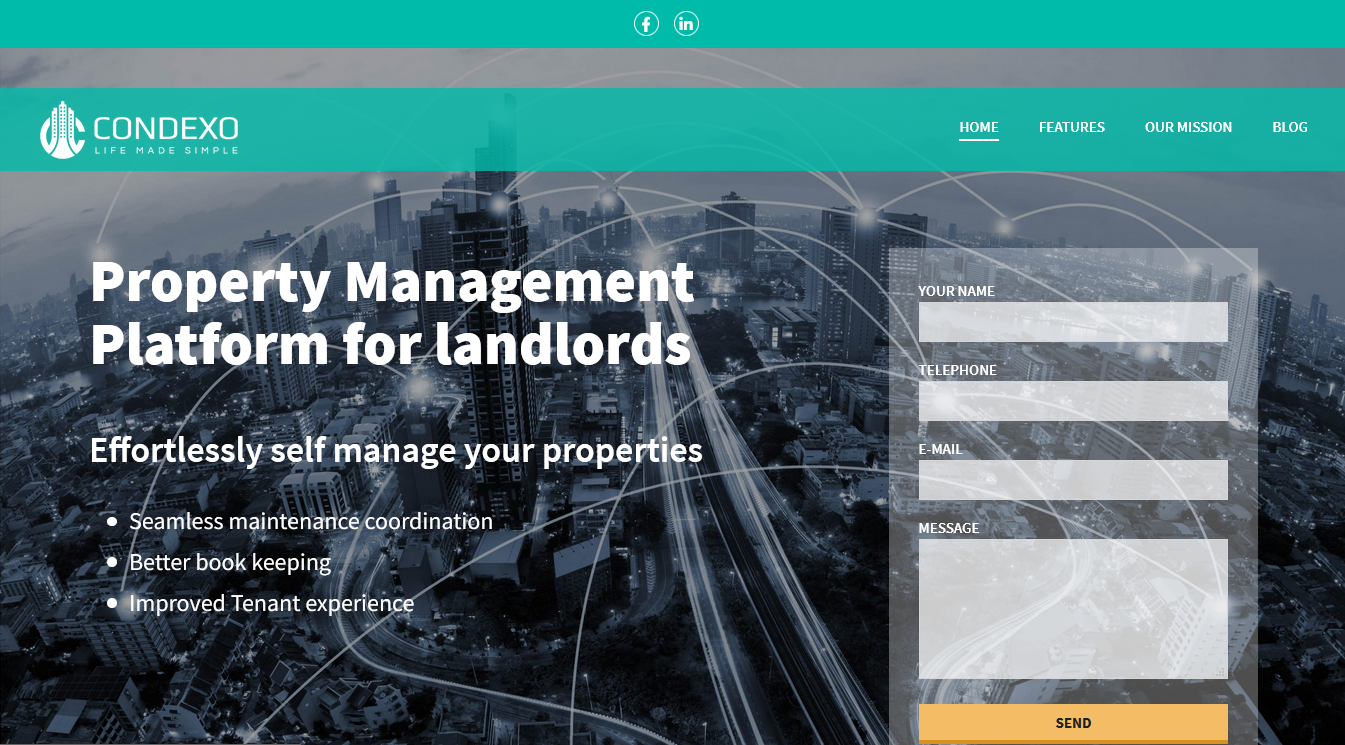 CONDEXO
LIFE MADE SIMPLE
HOME
FEATURES
OUR MISSION
BLOG
Property Management
Platform for landlords
Effortlessly self manage your properties
Seamless maintenance coordination
Better book keeping
Improved Tenant experience
YOUR NAME
TELEPHONE
E-MAIL
MESSAGE
SEND